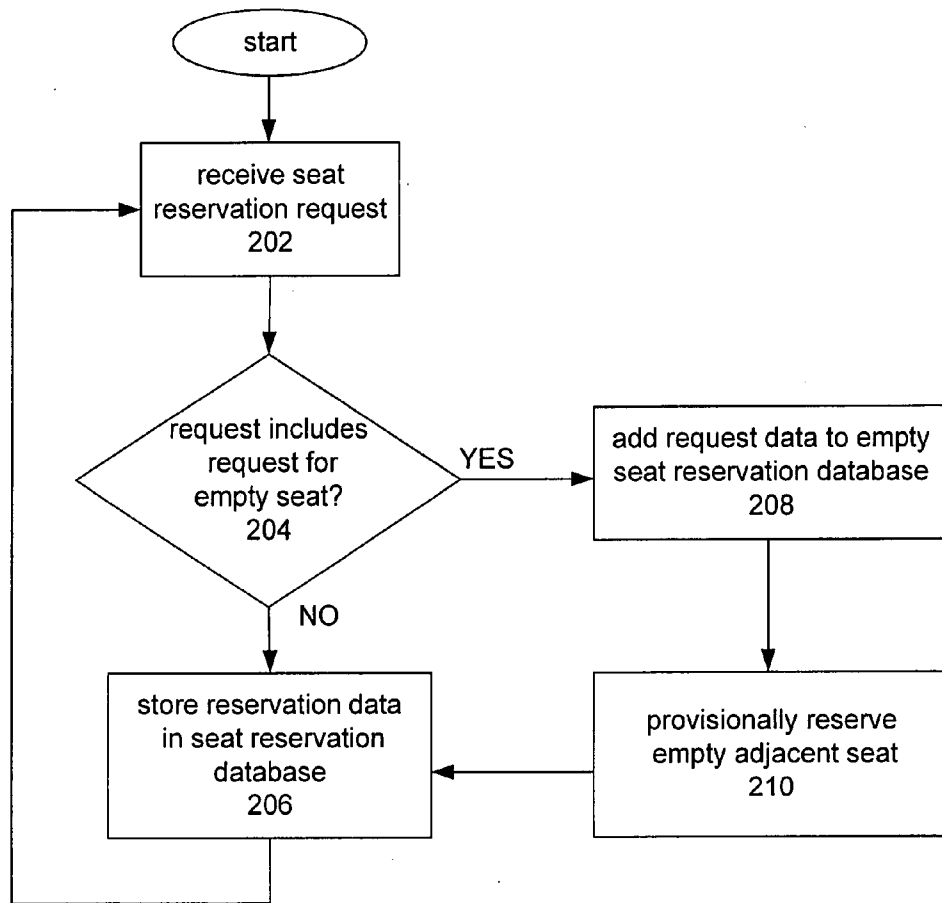 start
receive seat
reservation request
202
request includes
request for
empty seat?
204
YES
add request data to empty
seat reservation database
208
NO
store reservation data
in seat reservation
database
206
provisionally reserve
empty adjacent seat
210